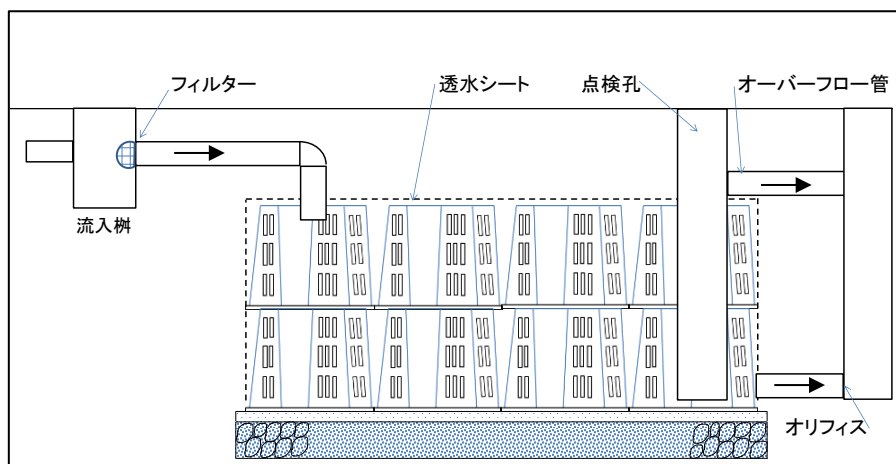 フィルター
透水シート
点検孔
オーバーフロー管
流入桝
オリフィス